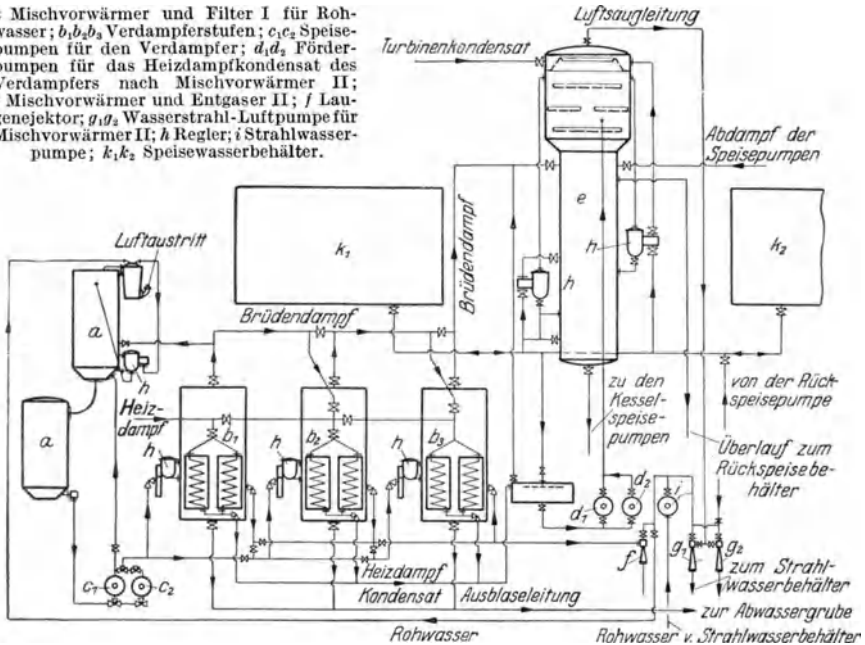 Mischvorwärmer und Filter I für Roh-
wasser; b₁b₂b₃ Verdampferstufen; c₁c₂ Speise-
pumpen für den Verdampfer; d₁d₂ Förder-
pumpen für das Heizdampfkondensat des
Verdampfers nach Mischvorwärmer II;
Mischvorwärmer und Entgaser II; f Lau-
genejektor; g₁g₂ Wasserstrahl-Luftpumpe für
Mischvorwärmer II; h Regler; i Strahlwasser-
pumpe; k₁k₂ Speisewasserbehälter.
Luftsaugleitung
Turbinenkondensat
Abdampf der
Speisepumpen
e
k₁
k₂
h
h
Brüdendampf
Luftaustritt
a
h
Brüdendampf
a
Heiz-
dampf
b₁
b₂
b₃
h
h
h
zu den
Kessel-
speise-
pumpen
von der Rück-
speisepumpe
Überlauf zum
Rückspeisebe-
hälter
d₁
d₂
i
f
g₁
g₂
c₁
c₂
Heizdampf
Kondensat
Ausblaseleitung
zum Strahl-
wasserbehälter
zur Abwassergrube
Rohwasser
Rohwasser v. Strahlwasserbehälter